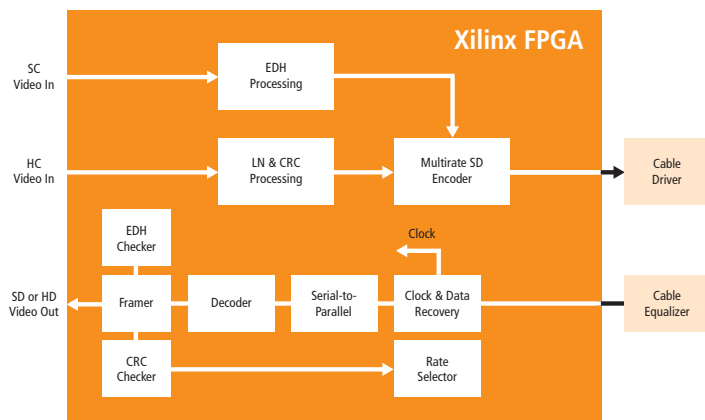 Xilinx FPGA
SC
Video In
EDH
Processing
HC
Video In
LN & CRC
Processing
Multirate SD
Encoder
Cable
Driver
EDH
Checker
Clock
SD or HD
Video Out
Framer
Decoder
Serial-to-
Parallel
Clock & Data
Recovery
Cable
Equalizer
CRC
Checker
Rate
Selector